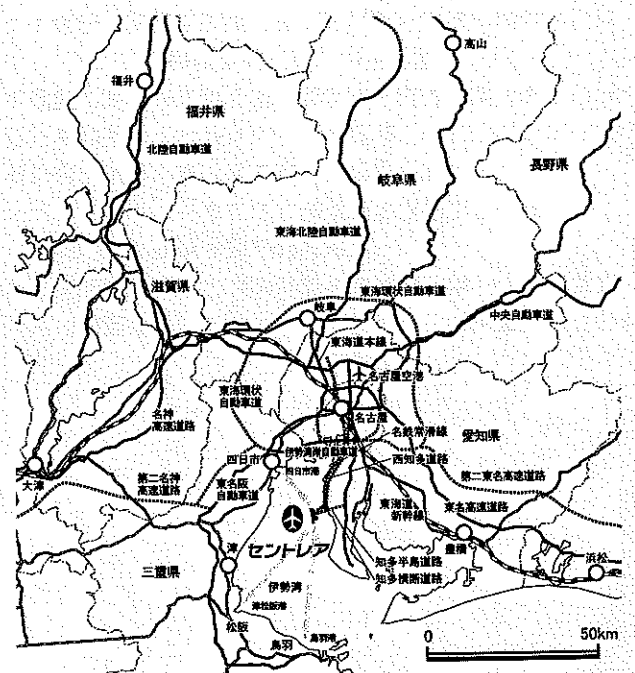 高山
福井
福井県
北陸自動車道
長野県
岐阜県
東海北陸自動車道
滋賀県
東海環状自動車道
岐阜
中央自動車道
東海道本線
名古屋空港
東海環状
自動車道
名古屋
名神
高速道路
名鉄常滑線
愛知県
四日市
伊勢湾岸自動車道
西知多道路
四日市港
大津
第二名神
高速道路
東名阪
自動車道
第二東名高速道路
東海道
新幹線
東名高速道路
セントレア
豊橋
浜松
津
知多半島道路
知多横断道路
三重県
伊勢湾
津松阪港
松阪
鳥羽
鳥羽港
0
50km